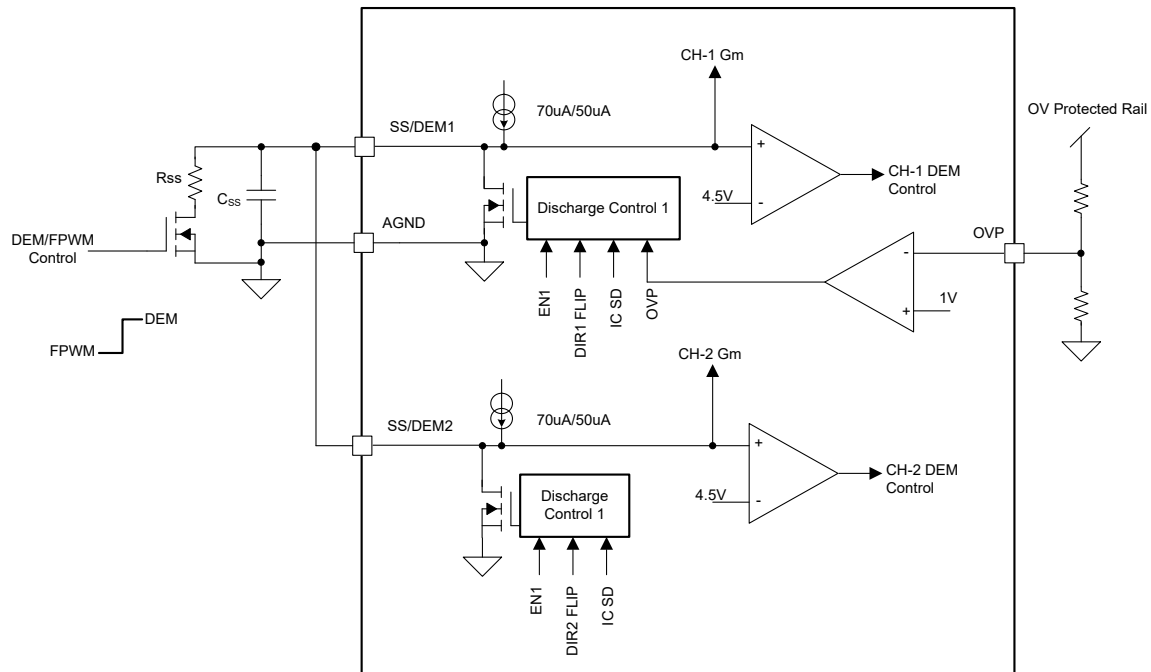 CH-1 Gm
70uA/50uA
OV Protected Rail
SS/DEM1
+
CH-1 DEM
Control
Rss
CSS
4.5V
-
Discharge Control 1
AGND
DEM/FPWM
Control
OVP
-
EN1
DIR1 FLIP
IC SD
OVP
+
1V
DEM
FPWM
CH-2 Gm
70uA/50uA
SS/DEM2
+
CH-2 DEM
Control
4.5V
-
Discharge
Control 1
EN1
DIR2 FLIP
IC SD